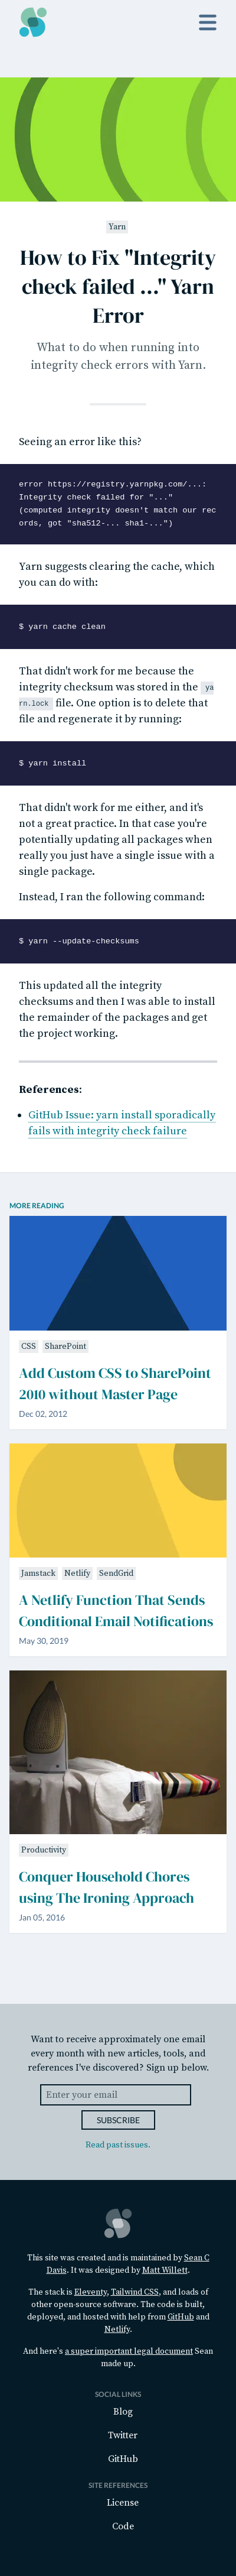 Yarn
How to Fix "Integrity
check failed ..." Yarn
Error
What to do when running into
integrity check errors with Yarn.
Seeing an error like this?
error https://registry.yarnpkg.com/...:
Integrity check failed for "..."
(computed integrity doesn't match our rec
ords, got "sha512-... sha1-...")
Yarn suggests clearing the cache, which
you can do with:
$ yarn cache clean
That didn't work for me because the
integrity checksum was stored in the ya
rn.lock file. One option is to delete that
file and regenerate it by running:
$ yarn install
That didn't work for me either, and it's
not a great practice. In that case you're
potentially updating all packages when
really you just have a single issue with a
single package.
Instead, I ran the following command:
$ yarn --update-checksums
This updated all the integrity
checksums and then I was able to install
the remainder of the packages and get
the project working.
References:
GitHub Issue: yarn install sporadically
fails with integrity check failure
MORE READING
CSS SharePoint
Add Custom CSS to SharePoint
2010 without Master Page
Dec 02, 2012
Jamstack Netlify SendGrid
A Netlify Function That Sends
Conditional Email Notifications
May 30, 2019
Productivity
Conquer Household Chores
using The Ironing Approach
Jan 05, 2016
Want to receive approximately one email
every month with new articles, tools, and
references I've discovered? Sign up below.
Enter your email
SUBSCRIBE
Read past issues.
This site was created and is maintained by Sean C
Davis. It was designed by Matt Willett.
The stack is Eleventy, Tailwind CSS, and loads of
other open-source software. The code is built,
deployed, and hosted with help from GitHub and
Netlify.
And here's a super important legal document Sean
made up.
SOCIAL LINKS
Blog
Twitter
GitHub
SITE REFERENCES
License
Code